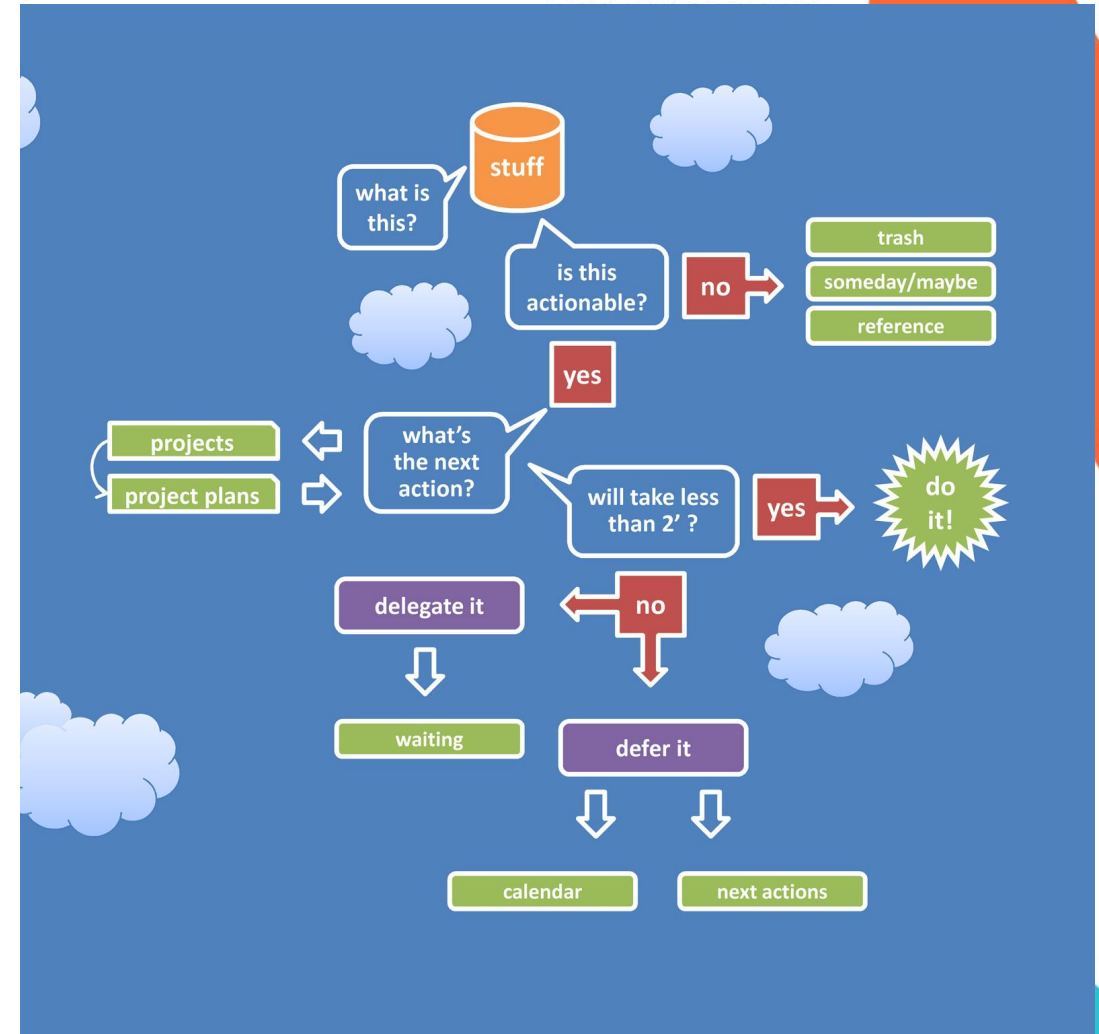 stuff
what is
this?
is this
actionable?
no
trash
someday/maybe
reference
yes
what's
the next
action?
projects
project plans
will take less
than 2' ?
yes
do
it!
no
delegate it
waiting
defer it
calendar
next actions